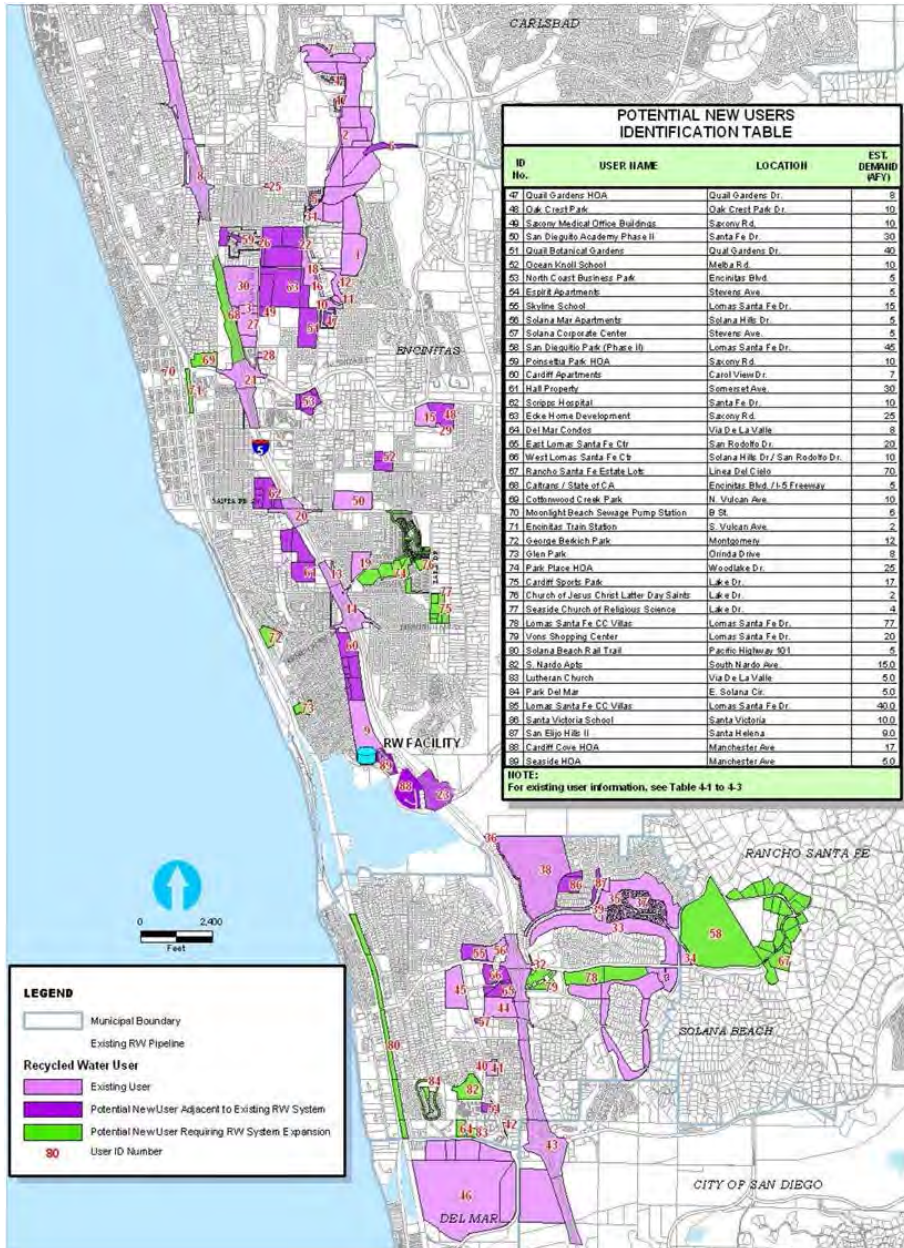 CARLSBAD
ENCINITAS
RANCHO SANTA FE
SOLANA BEACH
CITY OF SAN DIEGO
DEL MAR
RW FACILITY
POTENTIAL NEW USERS
IDENTIFICATION TABLE
ID No. USER NAME LOCATION EST. DEMAND (AFY)
47 Quail Gardens HOA Quail Gardens Dr. 8
48 Oak Crest Park Oak Crest Park Dr. 10
49 Saxony Medical Office Buildings Saxony Rd. 10
50 San Dieguito Academy Phase II Santa Fe Dr. 30
51 Quail Botanical Gardens Quail Gardens Dr. 40
52 Ocean Knoll School Melba Rd. 10
53 North Coast Business Park Encinitas Blvd. 5
54 Espirit Apartments Stevens Ave. 5
55 Skyline School Lomas Santa Fe Dr. 15
56 Solana Mar Apartments Solana Hills Dr. 5
57 Solana Corporate Center Stevens Ave. 5
58 San Dieguitio Park (Phase II) Lomas Santa Fe Dr. 45
59 Poinsettia Park HOA Saxony Rd. 10
60 Cardiff Apartments Carol View Dr. 7
61 Hall Property Somerset Ave. 30
62 Scripps Hospital Santa Fe Dr. 10
63 Ecke Home Development Saxony Rd. 25
64 Del Mar Condos Via De La Valle 8
65 East Lomas Santa Fe Ctr San Rodolfo Dr. 20
66 West Lomas Santa Fe Ctr Solana Hills Dr / San Rodolfo Dr. 10
67 Rancho Santa Fe Estate Lots Linea Del Cielo 70
68 Caltrans / State of CA Encinitas Blvd. / I-5 Freeway 5
69 Cottonwood Creek Park N. Vulcan Ave. 10
70 Moonlight Beach Sewage Pump Station B St. 6
71 Encinitas Train Station S. Vulcan Ave. 2
72 George Berkich Park Montgomery 12
73 Glen Park Orinda Drive 8
74 Park Place HOA Woodlake Dr. 25
75 Cardiff Sports Park Lake Dr. 17
76 Church of Jesus Christ Latter Day Saints Lake Dr. 2
77 Seaside Church of Religious Science Lake Dr. 4
78 Lomas Santa Fe CC Villas Lomas Santa Fe Dr. 77
79 Vons Shopping Center Lomas Santa Fe Dr. 20
80 Solana Beach Rail Trail Pacific Highway 101 5
82 S. Nardo Apts South Nardo Ave. 15.0
83 Lutheran Church Via De La Valle 5.0
84 Park Del Mar E. Solana Cir. 5.0
85 Lomas Santa Fe CC Villas Lomas Santa Fe Dr. 40.0
86 Santa Victoria School Santa Victoria 10.0
87 San Elijo Hills II Santa Helena 9.0
88 Cardiff Cove HOA Manchester Ave 17
89 Seaside HOA Manchester Ave 5.0
NOTE:
For existing user information, see Table 4-1 to 4-3
0 2,400
Feet
LEGEND
Municipal Boundary
Existing RW Pipeline
Recycled Water User
Existing User
Potential New User Adjacent to Existing RW System
Potential New User Requiring RW System Expansion
80 User ID Number